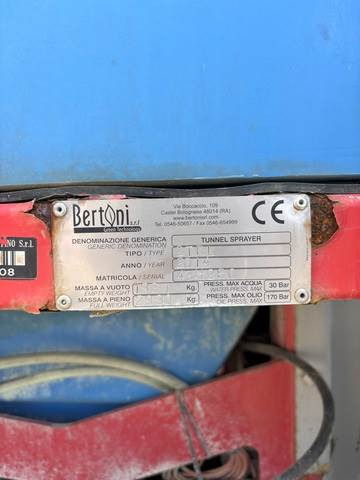 Bertoni s.r.l.
Green Technology
Via Boccaccio, 109
Castel Bolognese 48014 (RA)
Tel. 0546-50657 / Fax 0546-654989
www.bertonisrl.com
CE
DENOMINAZIONE GENERICA
GENERIC DENOMINATION
TUNNEL SPRAYER
TIPO / TYPE
ANNO / YEAR
MATRICOLA / SERIAL
MASSA A VUOTO
EMPTY WEIGHT
Kg.
PRESS. MAX ACQUA
WATER PRESS. MAX
30 Bar
MASSA A PIENO
FULL WEIGHT
Kg.
PRESS. MAX OLIO
OIL PRESS. MAX
170 Bar
ANO S.r.l.
08